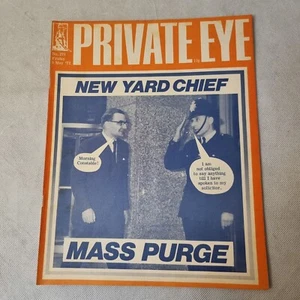 PRIVATE EYE
NEW YARD CHIEF
Morning
Constable!
I am
not obliged
to say anything
till I have
spoken to my
solicitor.
MASS PURGE